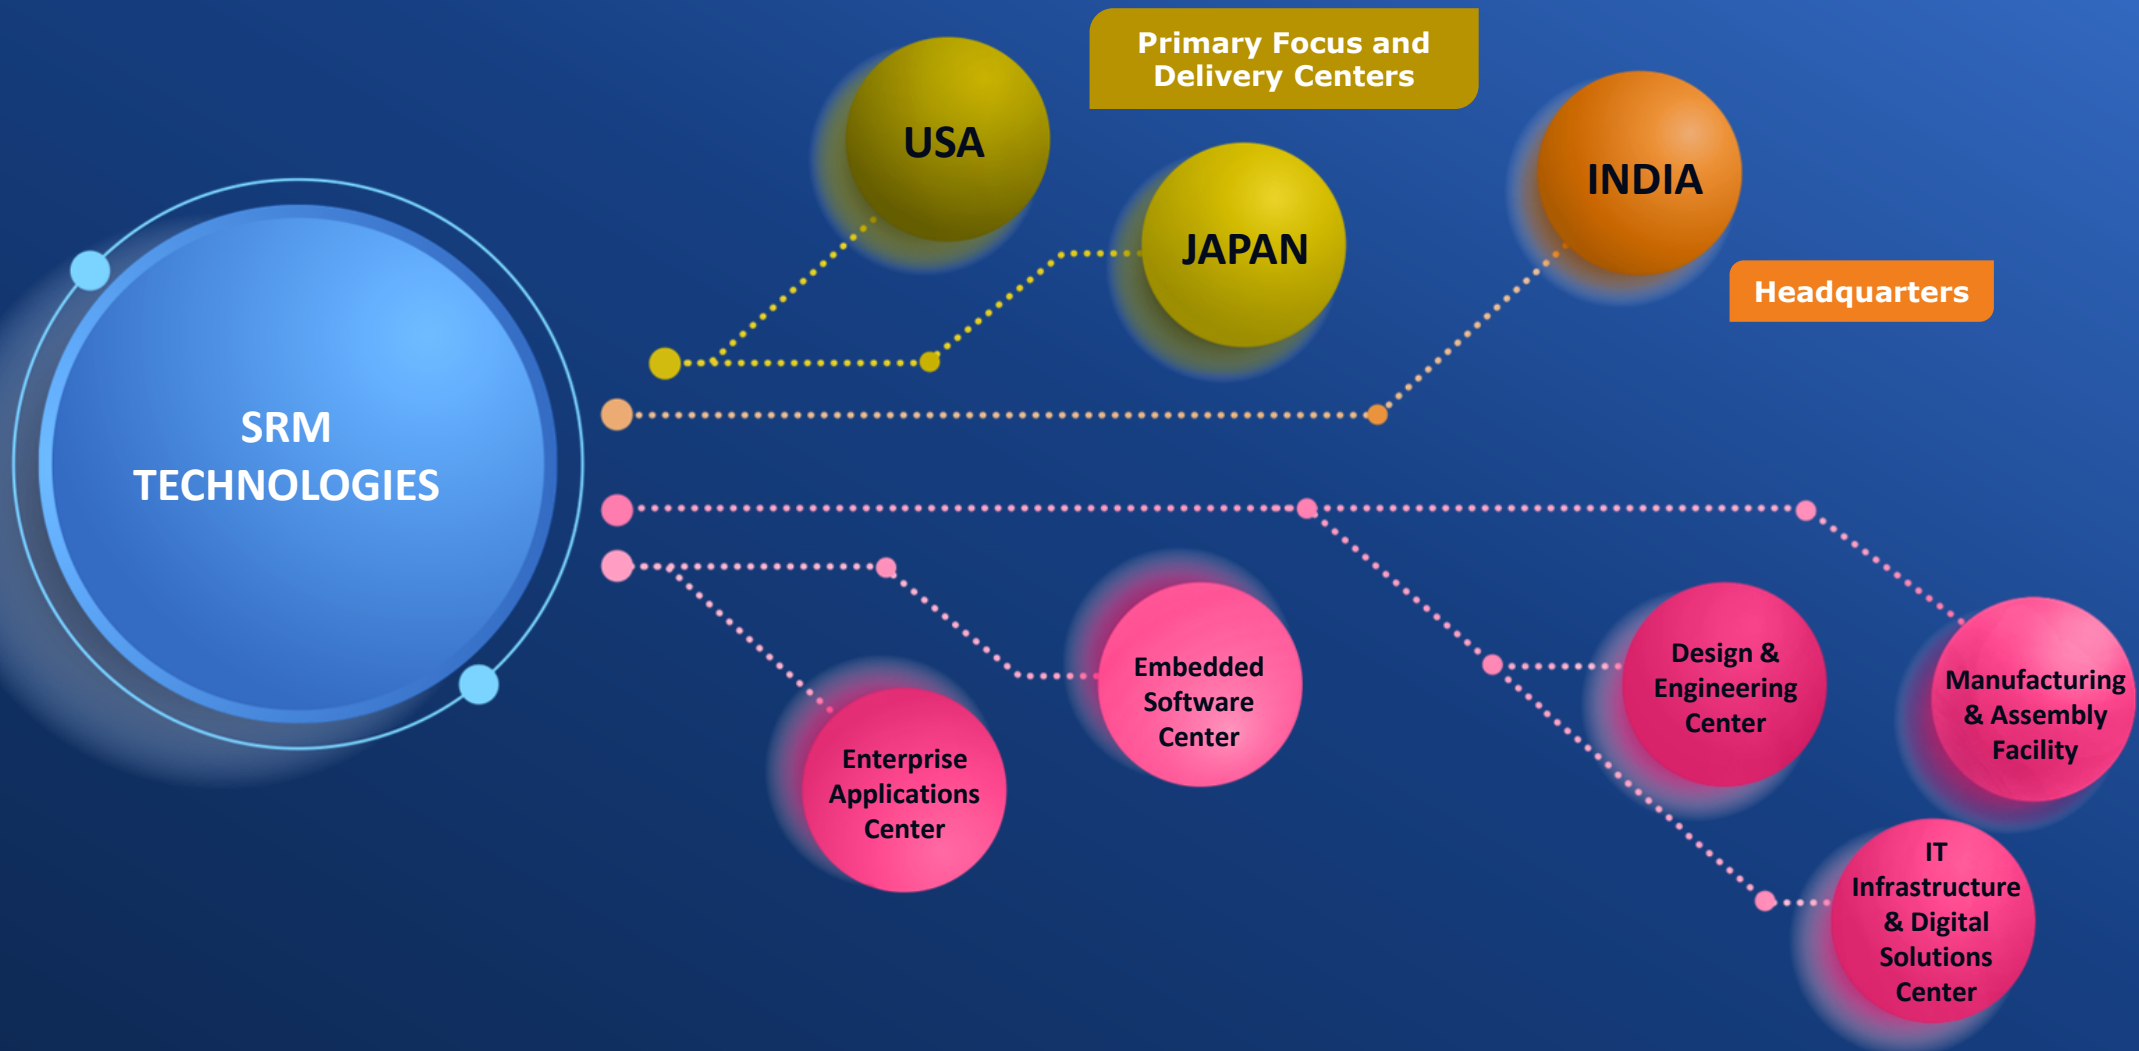 Primary Focus and
Delivery Centers
USA
JAPAN
INDIA
Headquarters
SRM
TECHNOLOGIES
Enterprise
Applications
Center
Embedded
Software
Center
Design &
Engineering
Center
Manufacturing
& Assembly
Facility
IT
Infrastructure
& Digital
Solutions
Center